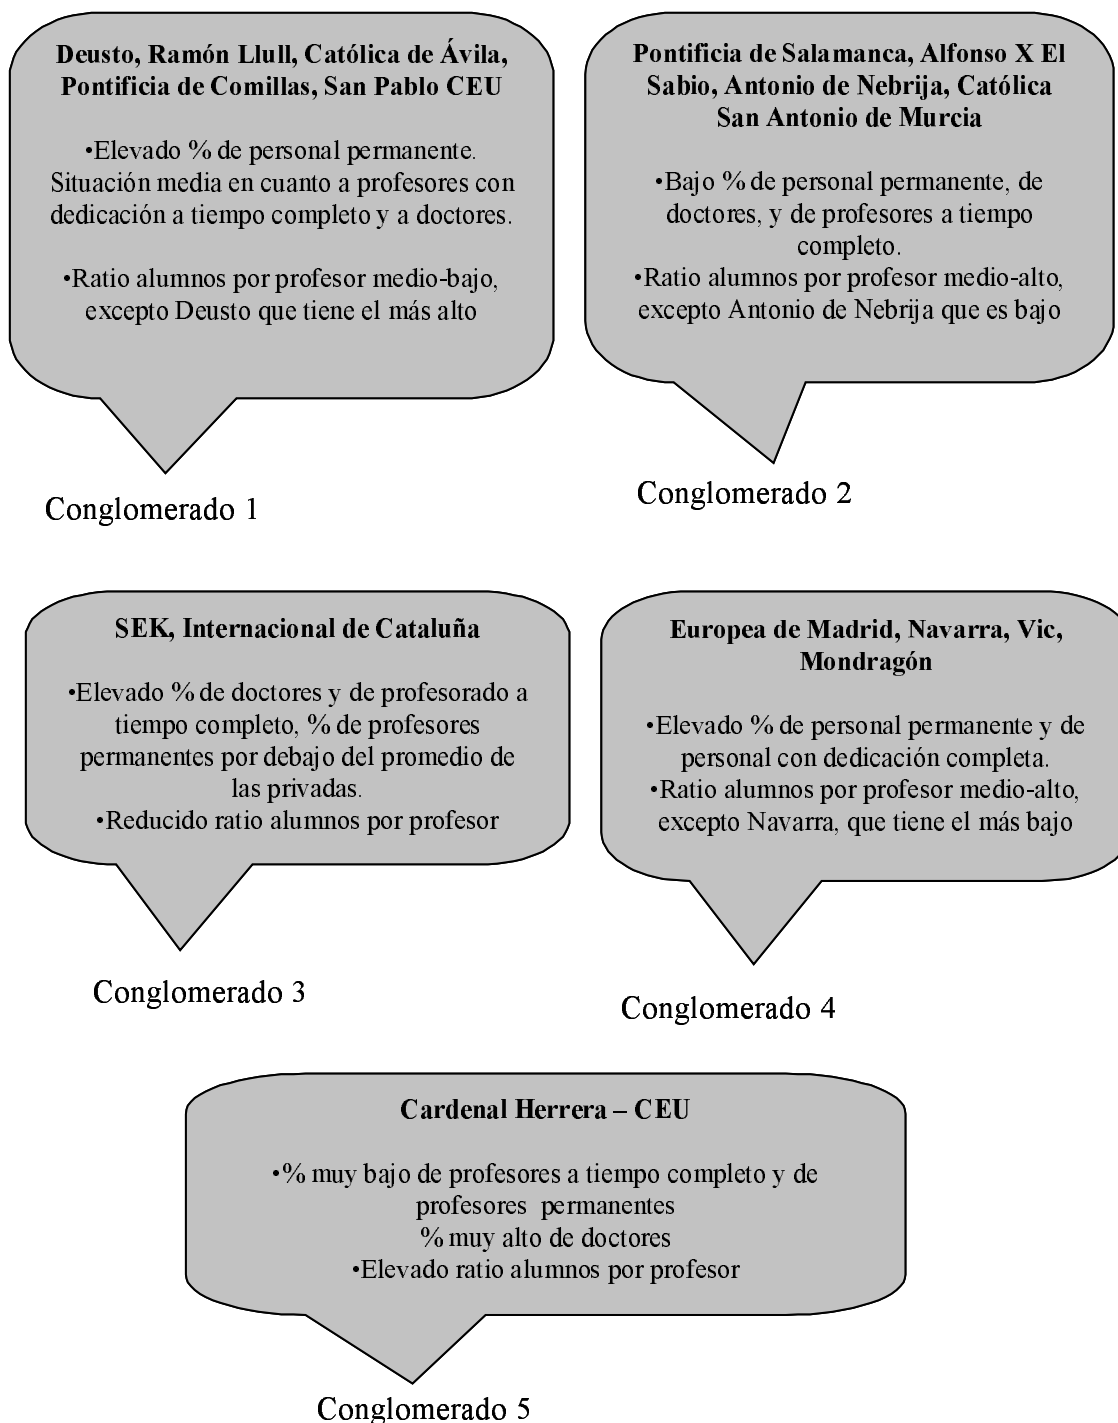 Deusto, Ramón Llull, Católica de Ávila,
Pontificia de Comillas, San Pablo CEU
•Elevado % de personal permanente.
Situación media en cuanto a profesores con
dedicación a tiempo completo y a doctores.
•Ratio alumnos por profesor medio-bajo,
excepto Deusto que tiene el más alto
Conglomerado 1
Pontificia de Salamanca, Alfonso X El
Sabio, Antonio de Nebrija, Católica
San Antonio de Murcia
•Bajo % de personal permanente, de
doctores, y de profesores a tiempo
completo.
•Ratio alumnos por profesor medio-alto,
excepto Antonio de Nebrija que es bajo
Conglomerado 2
SEK, Internacional de Cataluña
•Elevado % de doctores y de profesorado a
tiempo completo, % de profesores
permanentes por debajo del promedio de
las privadas.
•Reducido ratio alumnos por profesor
Conglomerado 3
Europea de Madrid, Navarra, Vic,
Mondragón
•Elevado % de personal permanente y de
personal con dedicación completa.
•Ratio alumnos por profesor medio-alto,
excepto Navarra, que tiene el más bajo
Conglomerado 4
Cardenal Herrera – CEU
•% muy bajo de profesores a tiempo completo y de
profesores permanentes
% muy alto de doctores
•Elevado ratio alumnos por profesor
Conglomerado 5